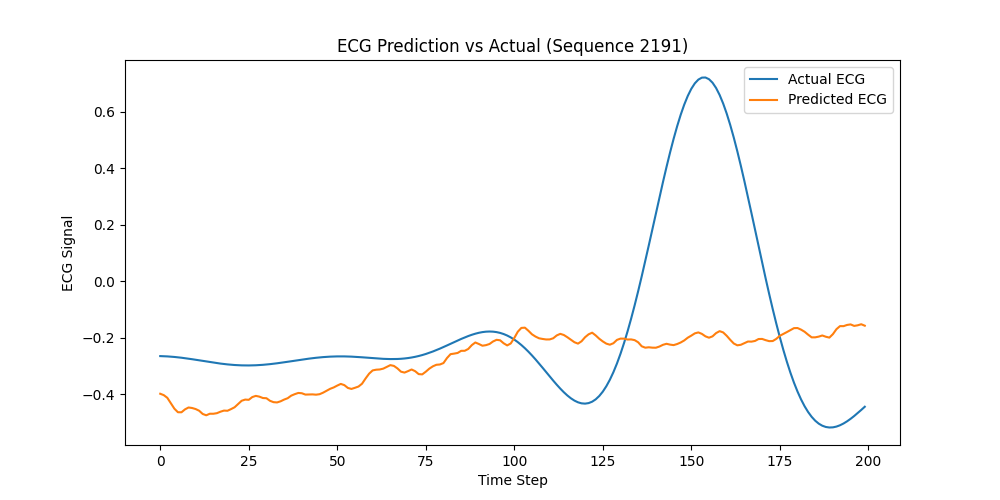 ECG Prediction vs Actual (Sequence 2191)
Actual ECG
Predicted ECG
ECG Signal
0.6
0.4
0.2
0.0
−0.2
−0.4
0 25 50 75 100 125 150 175 200
Time Step